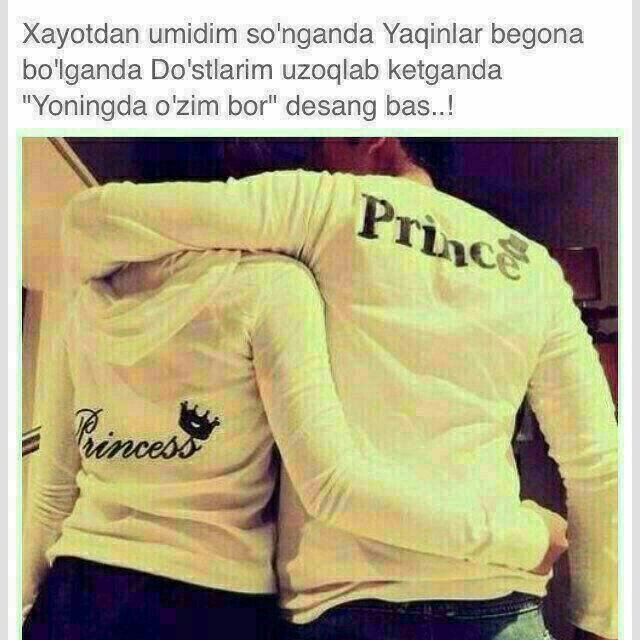 Xayotdan umidim so'nganda Yaqinlar begona
bo'lganda Do'stlarim uzoqlab ketganda
"Yoningda o'zim bor" desang bas..!
Prince
Princess